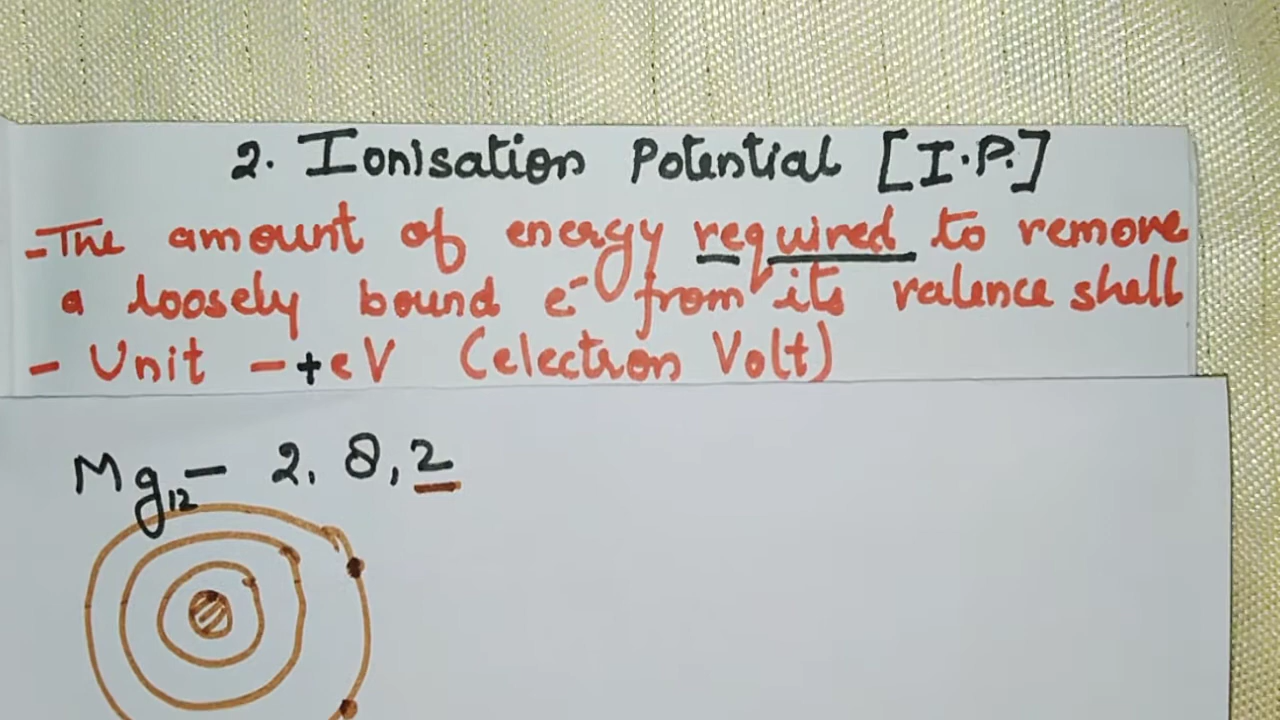 2. Ionisation Potential [I.P.]
- The amount of energy required to remove
a loosely bound e⁻ from its valence shell
- Unit - +eV (electron Volt)
Mg₁₂ - 2, 8, 2